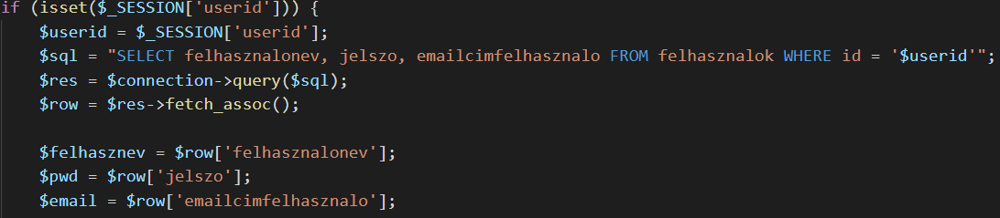 if (isset($_SESSION['userid'])) {
$userid = $_SESSION['userid'];
$sql = "SELECT felhasznalonev, jelszo, emailcimfelhasznalo FROM felhasznalok WHERE id = '$userid'";
$res = $connection->query($sql);
$row = $res->fetch_assoc();
$felhasznev = $row['felhasznalonev'];
$pwd = $row['jelszo'];
$email = $row['emailcimfelhasznalo'];